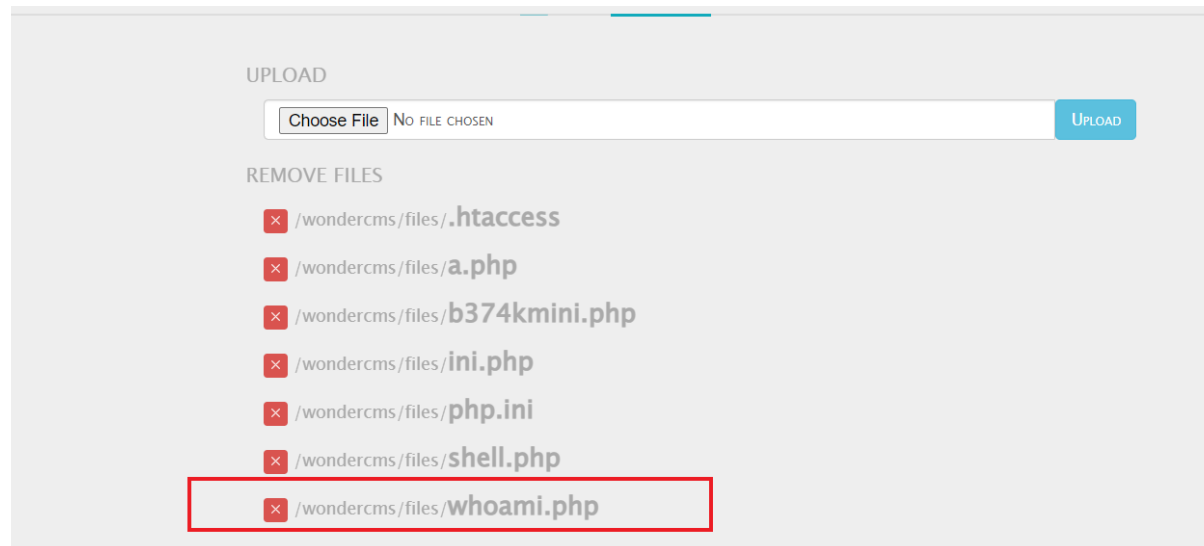 UPLOAD
Choose File No file chosen Upload
REMOVE FILES
× /wondercms/files/.htaccess
× /wondercms/files/a.php
× /wondercms/files/b374kmini.php
× /wondercms/files/ini.php
× /wondercms/files/php.ini
× /wondercms/files/shell.php
× /wondercms/files/whoami.php